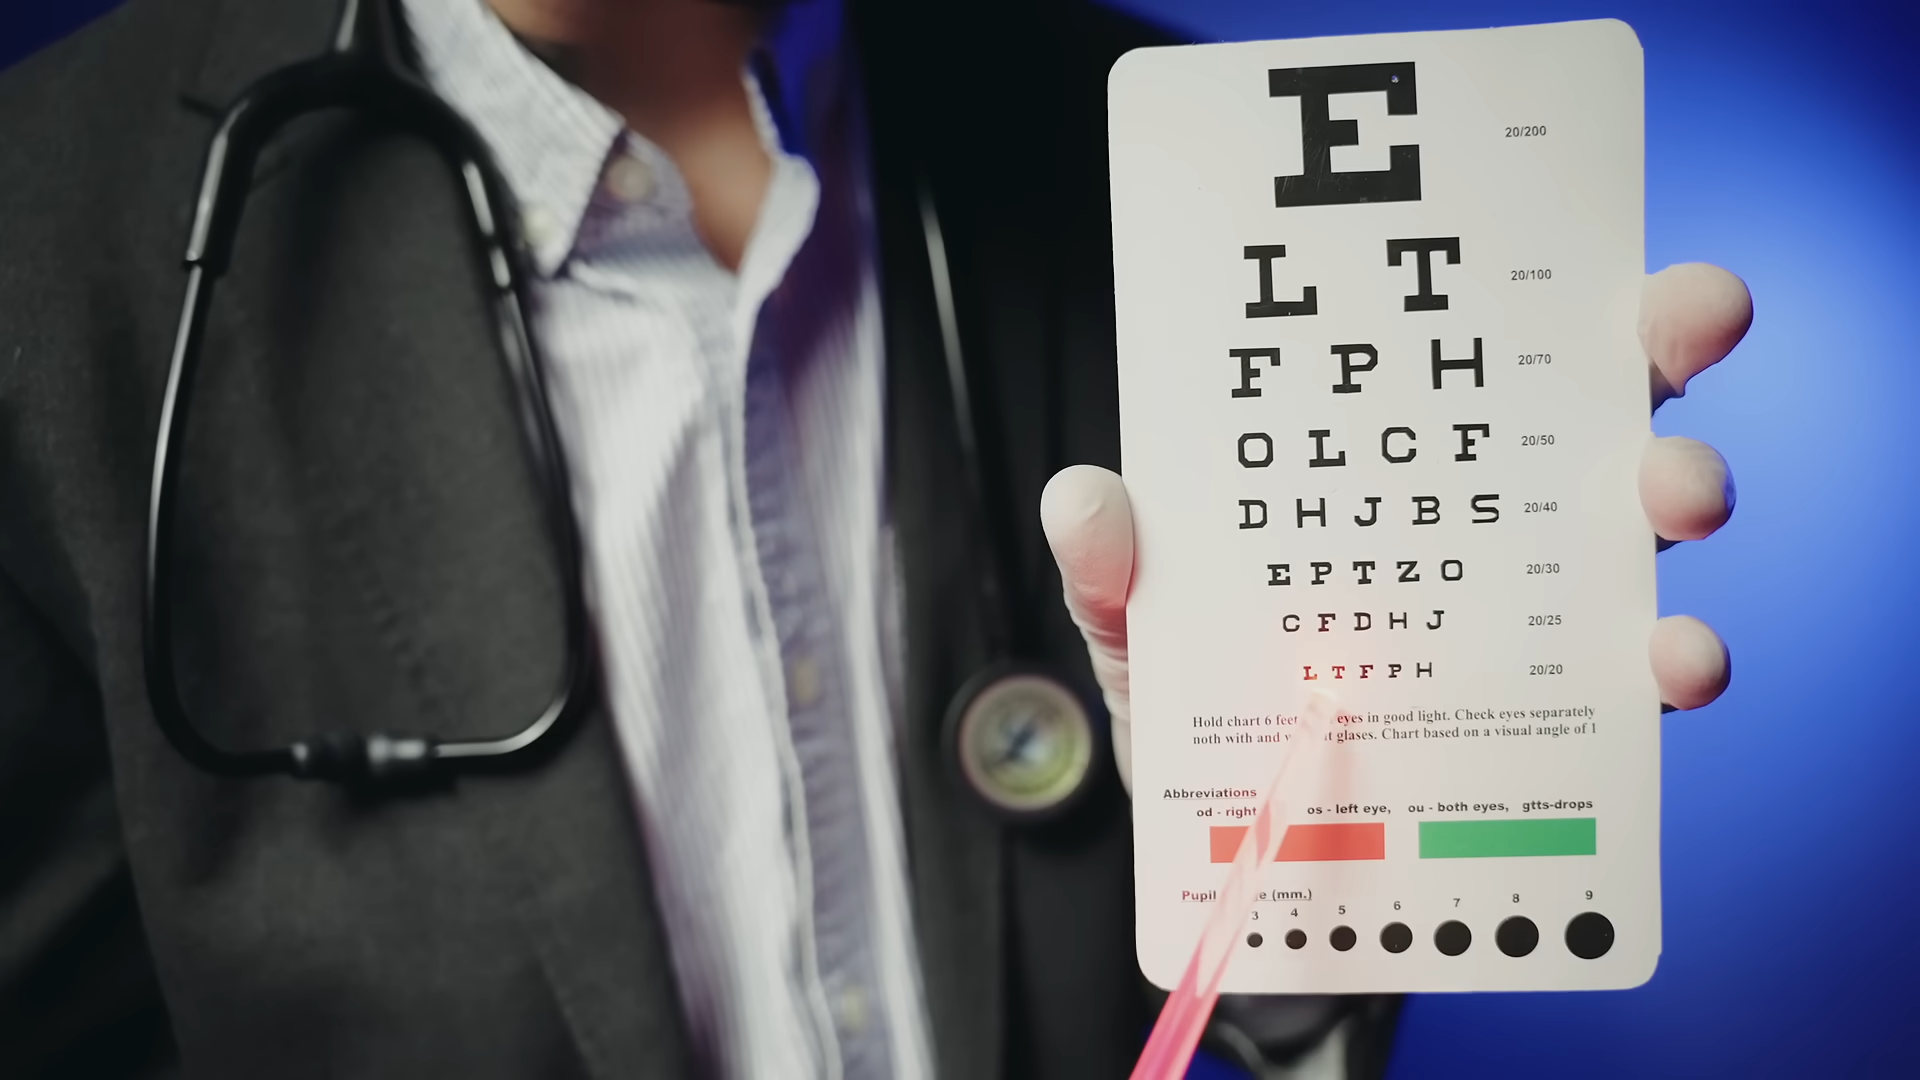 E 20/200
L T 20/100
F P H 20/70
O L C F 20/50
D H J B S 20/40
E P T Z O 20/30
C F D H J 20/25
L T F P H 20/20
Hold chart 6 feet eyes in good light. Check eyes separately
noth with and glases. Chart based on a visual angle of 1
Abbreviations
od - right os - left eye, ou - both eyes, gtts-drops
Pupil (mm.)
3 4 5 6 7 8 9